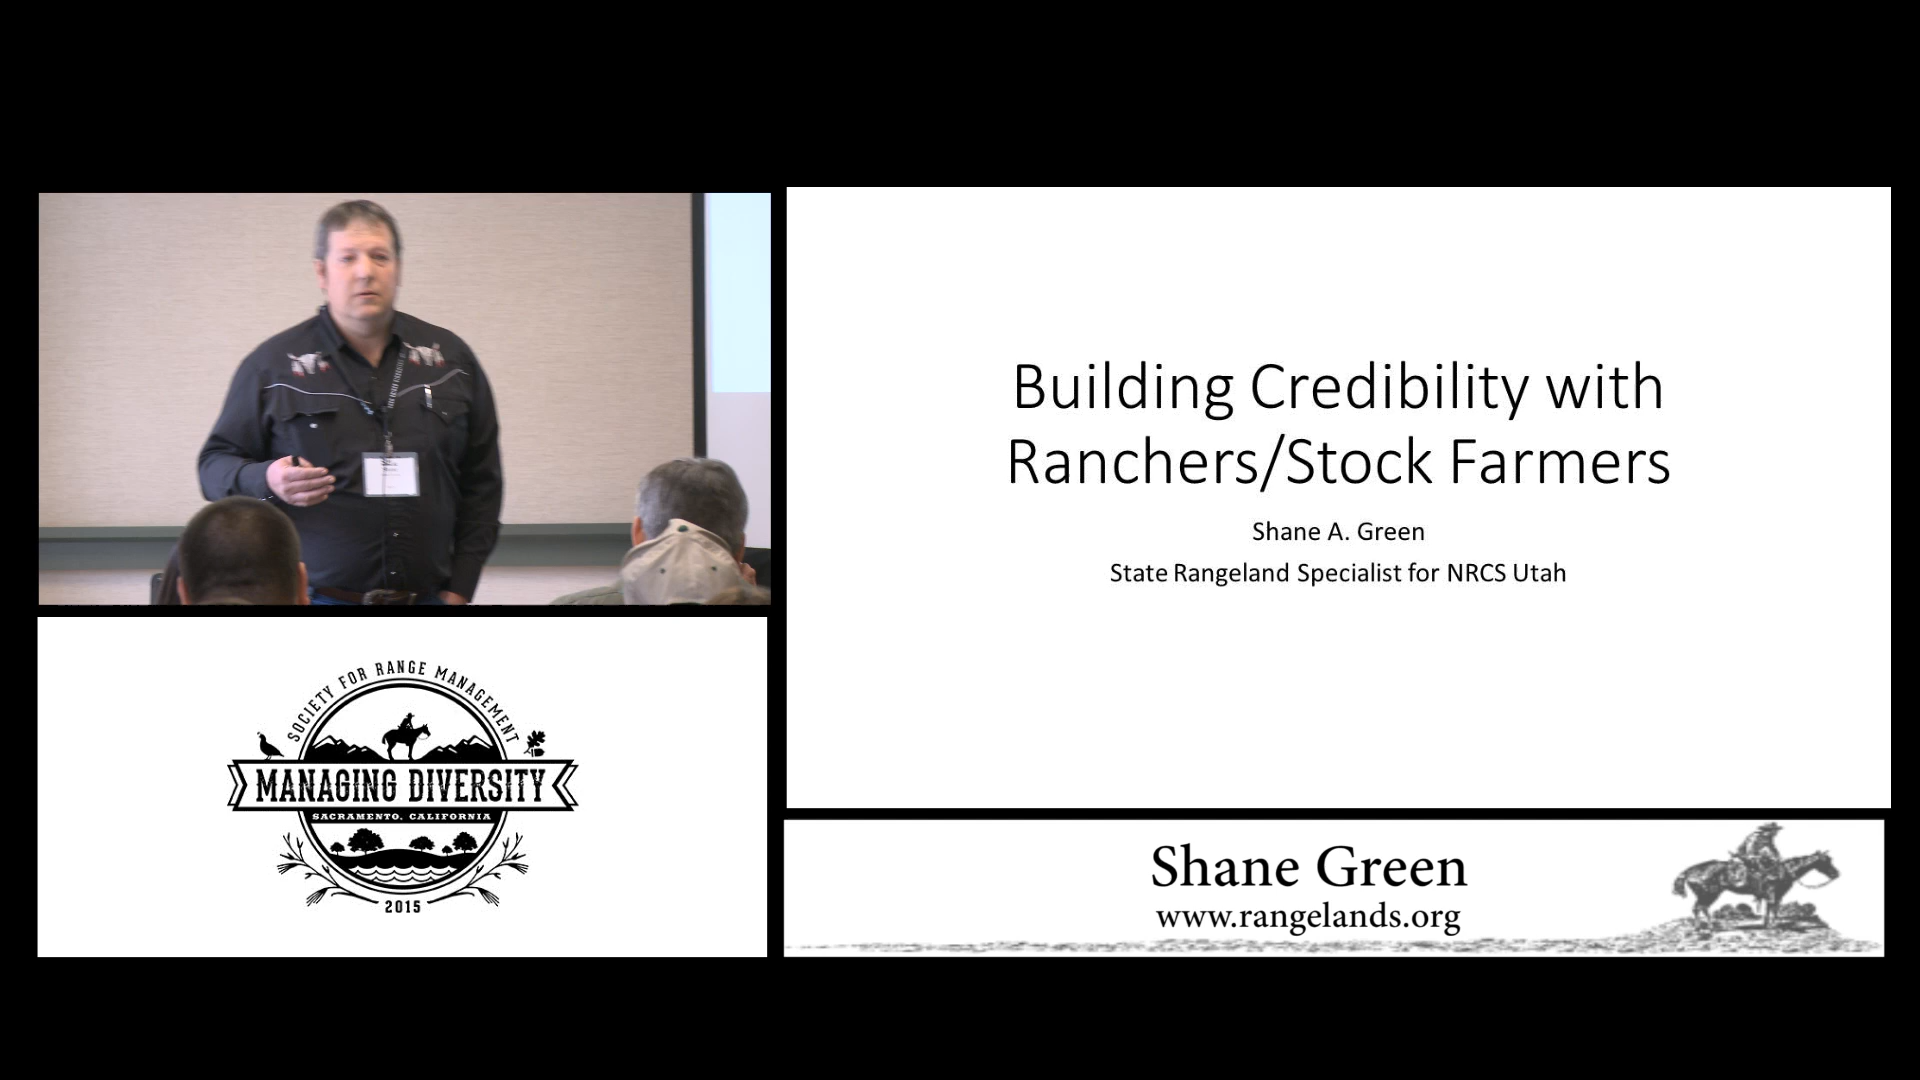 Building Credibility with
Ranchers/Stock Farmers
Shane A. Green
State Rangeland Specialist for NRCS Utah
SOCIETY FOR RANGE MANAGEMENT
MANAGING DIVERSITY
SACRAMENTO, CALIFORNIA
2015
Shane Green
www.rangelands.org